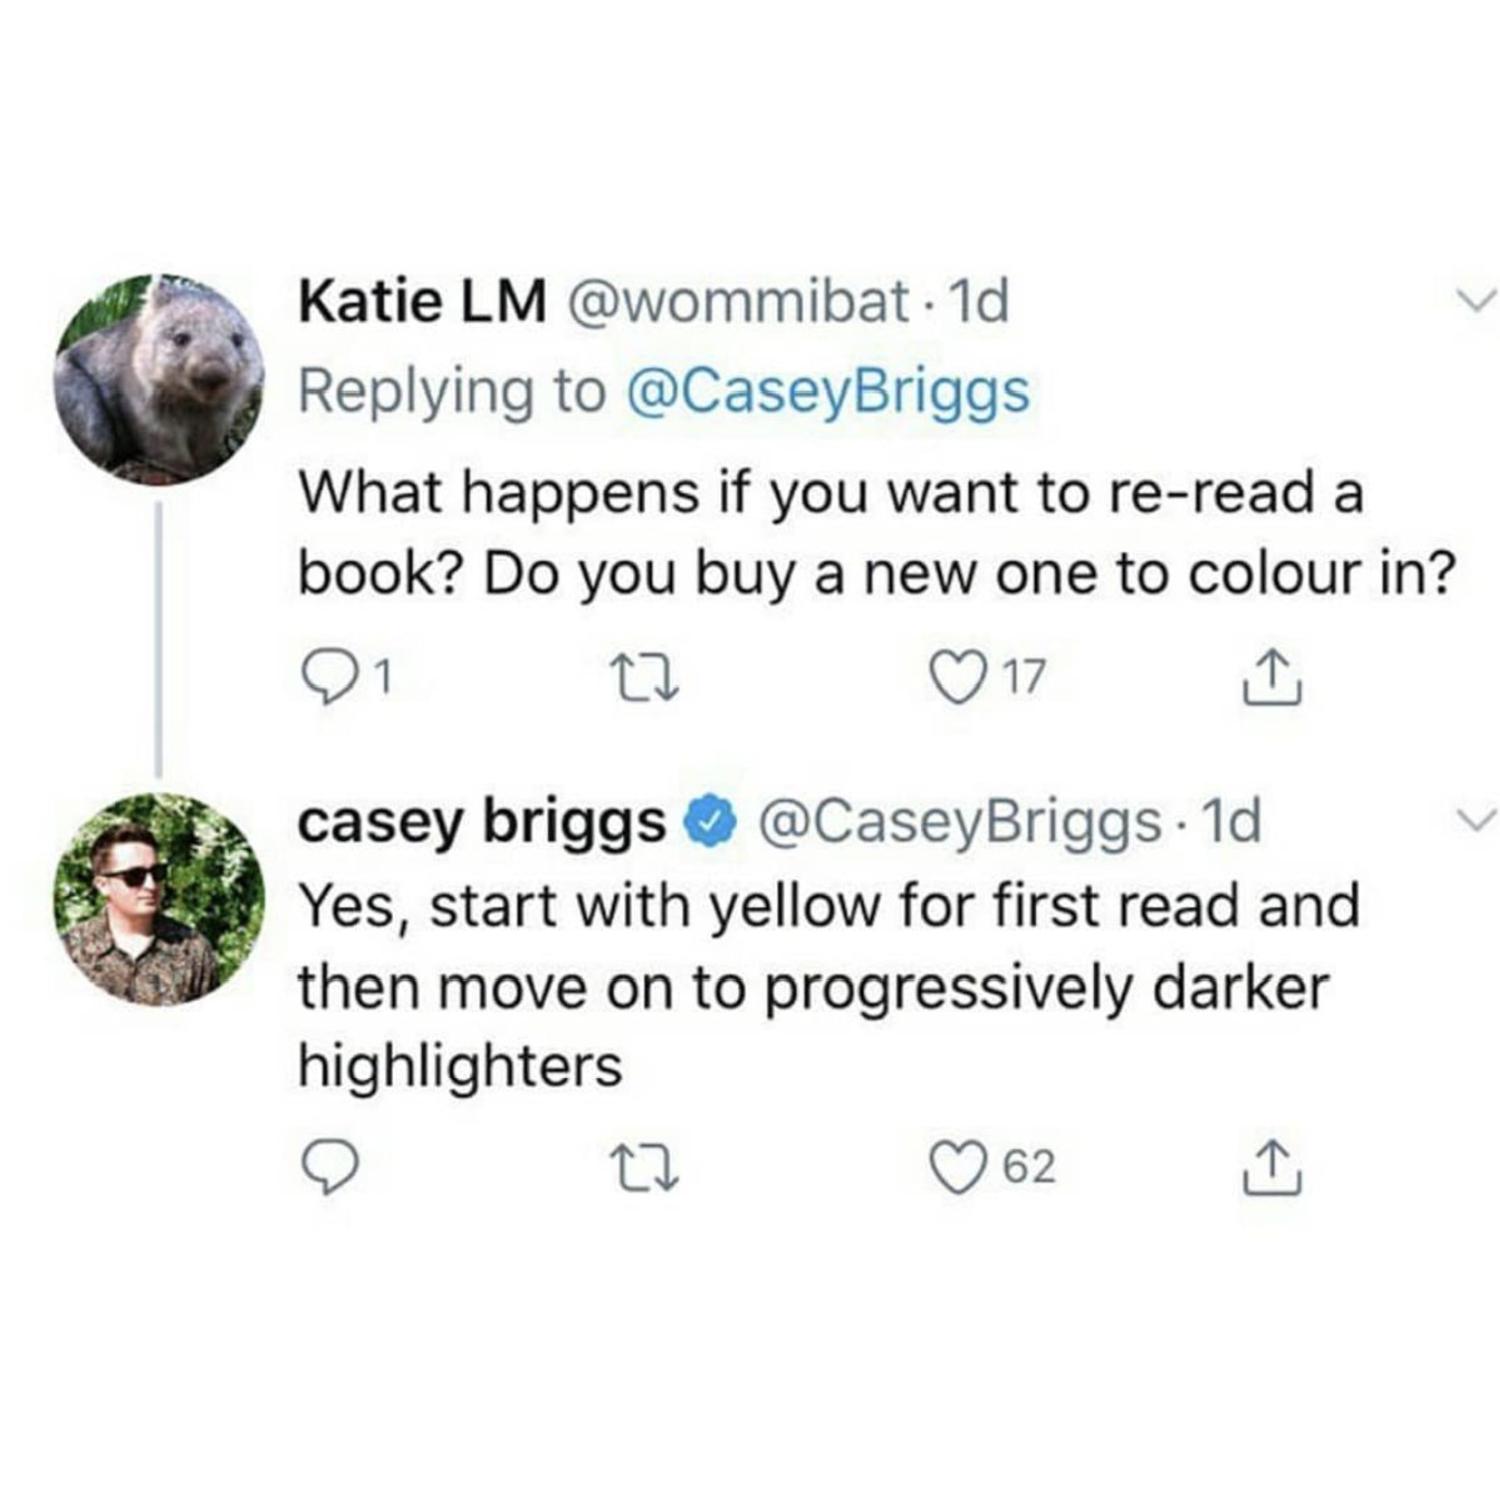 Katie LM @wommibat · 1d
Replying to @CaseyBriggs
What happens if you want to re-read a
book? Do you buy a new one to colour in?
1 17
casey briggs @CaseyBriggs · 1d
Yes, start with yellow for first read and
then move on to progressively darker
highlighters
62